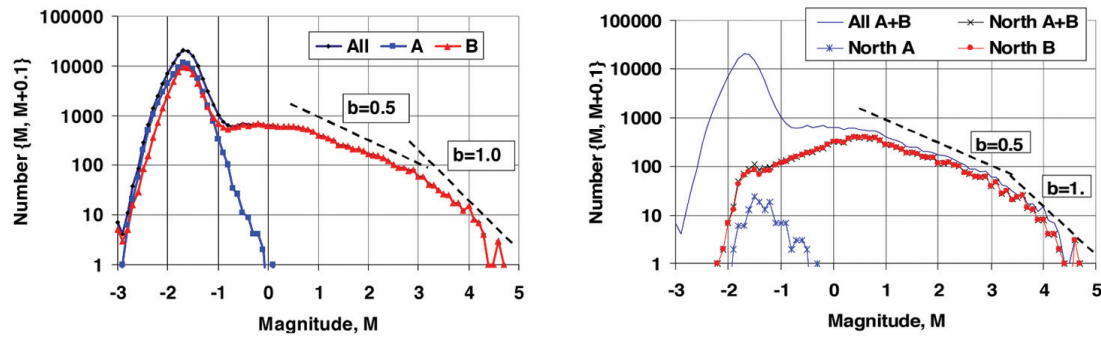 Number {M, M+0.1}
100000
10000
1000
100
10
1
All A B
b=0.5
b=1.0
-3 -2 -1 0 1 2 3 4 5
Magnitude, M
Number {M, M+0.1}
100000
10000
1000
100
10
1
All A+B North A+B
North A North B
b=0.5
b=1.
-3 -2 -1 0 1 2 3 4 5
Magnitude, M